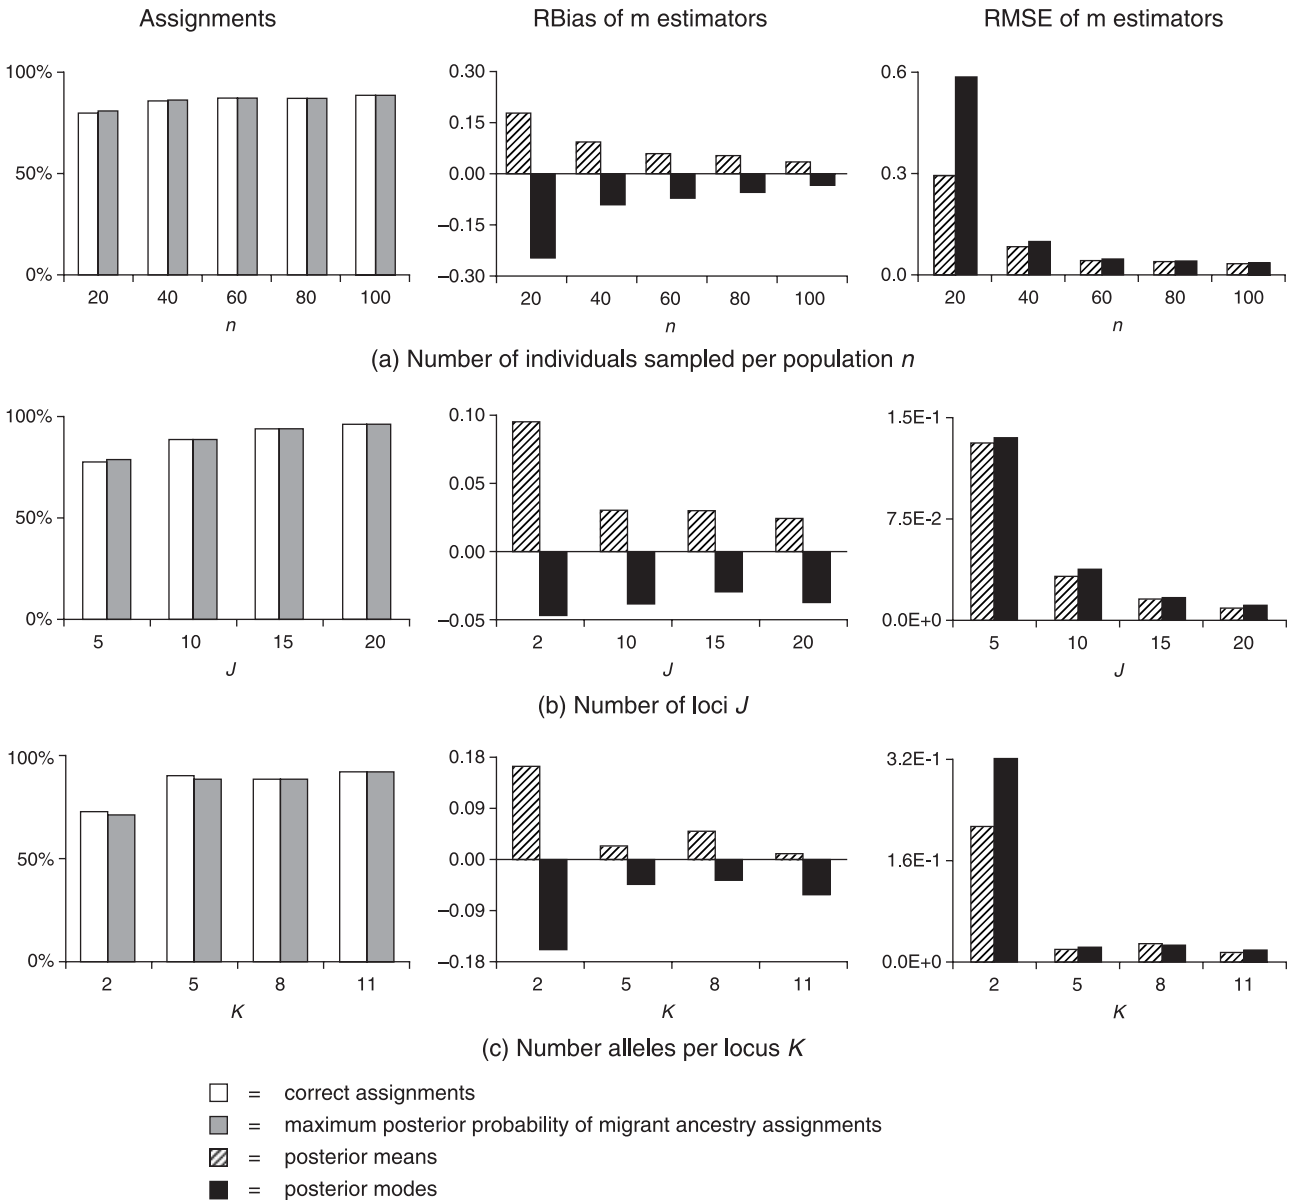 Assignments RBias of m estimators RMSE of m estimators
100% 0.30 0.6
0.15
50% 0.00 0.3
–0.15
0% –0.30 0.0
20 40 60 80 100 20 40 60 80 100 20 40 60 80 100
n n n
(a) Number of individuals sampled per population n
100% 0.10 1.5E-1
0.05
50% 0.00 7.5E-2
0% –0.05 0.0E+0
5 10 15 20 2 10 15 20 5 10 15 20
J J J
(b) Number of loci J
100% 0.18 3.2E-1
0.09
50% 0.00 1.6E-1
–0.09
0% –0.18 0.0E+0
2 5 8 11 2 5 8 11 2 5 8 11
K K K
(c) Number alleles per locus K
= correct assignments
= maximum posterior probability of migrant ancestry assignments
= posterior means
= posterior modes